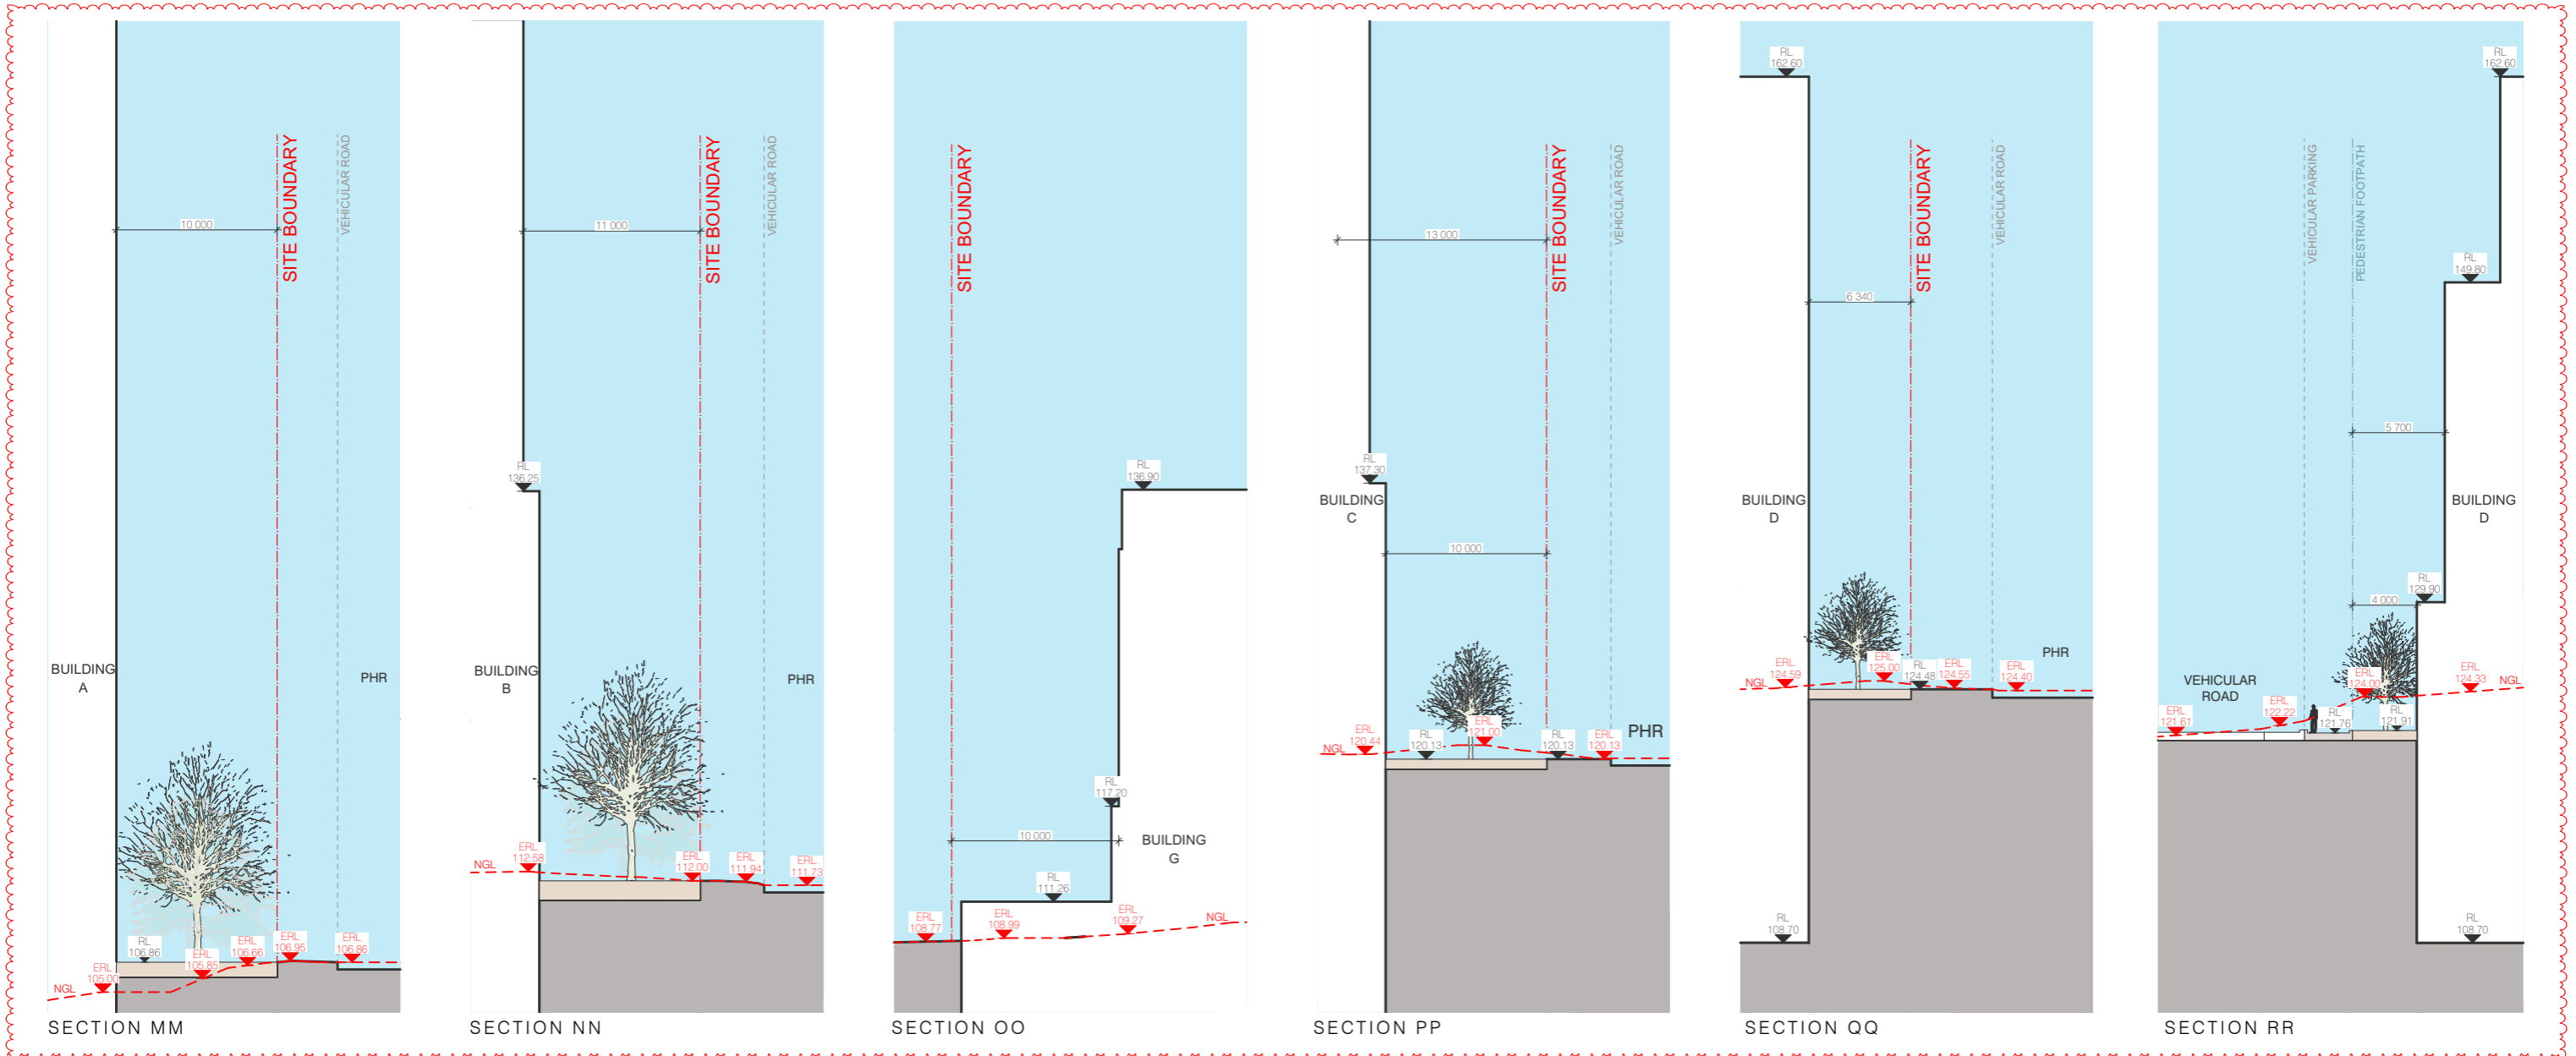 10 000
SITE BOUNDARY
VEHICULAR ROAD
BUILDING
A
PHR
RL
106.86
ERL
105.00
ERL
105.85
ERL
106.66
ERL
106.95
ERL
106.86
NGL
SECTION MM
11 000
SITE BOUNDARY
VEHICULAR ROAD
RL
136.25
BUILDING
B
PHR
NGL
ERL
112.58
ERL
112.00
ERL
111.94
ERL
111.73
SECTION NN
SITE BOUNDARY
RL
136.90
RL
117.20
10 000
BUILDING
G
RL
111.26
ERL
108.77
ERL
108.99
ERL
109.27
NGL
SECTION OO
13 000
SITE BOUNDARY
VEHICULAR ROAD
RL
137.30
BUILDING
C
10 000
NGL
ERL
120.44
RL
120.13
ERL
121.00
RL
120.13
ERL
120.13
PHR
SECTION PP
RL
162.60
SITE BOUNDARY
VEHICULAR ROAD
6 340
BUILDING
D
PHR
NGL
ERL
124.59
ERL
125.00
RL
124.48
ERL
124.55
ERL
124.40
RL
108.70
SECTION QQ
RL
162.60
VEHICULAR PARKING
PEDESTRIAN FOOTPATH
RL
149.80
5 700
BUILDING
D
RL
129.90
4 000
VEHICULAR
ROAD
ERL
121.61
ERL
122.22
RL
121.76
ERL
124.00
RL
121.91
ERL
124.33
NGL
RL
108.70
SECTION RR